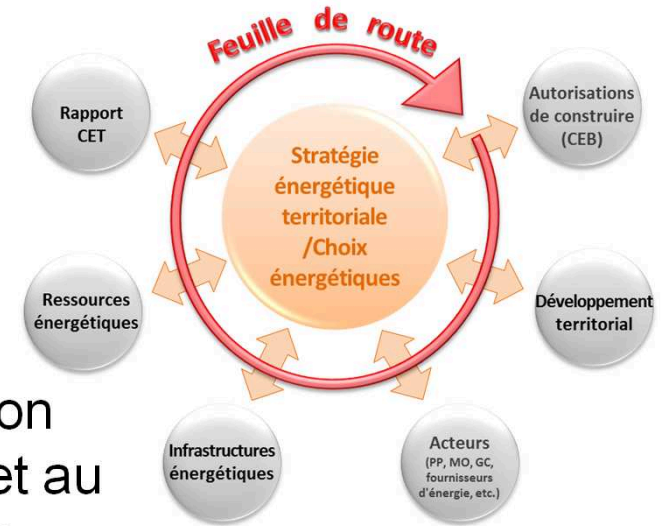 Feuille de route
Rapport
CET
Autorisations
de construire
(CEB)
Stratégie
énergétique
territoriale
/Choix
énergétiques
Ressources
énergétiques
Développement
territorial
Infrastructures
énergétiques
Acteurs
(PP, MO, GC,
fournisseurs
d'énergie, etc.)
on
et au